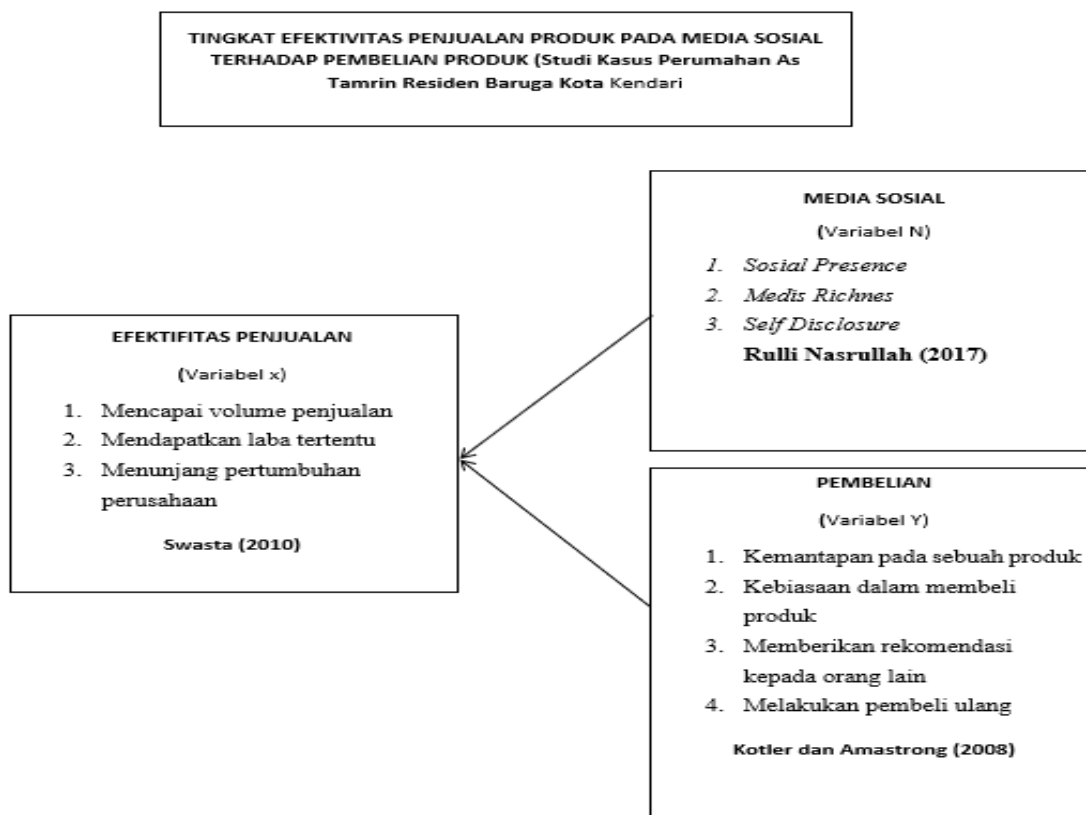 TINGKAT EFEKTIVITAS PENJUALAN PRODUK PADA MEDIA SOSIAL
TERHADAP PEMBELIAN PRODUK (Studi Kasus Perumahan As
Tamrin Residen Baruga Kota Kendari
MEDIA SOSIAL
(Variabel N)
1. Sosial Presence
2. Medis Richnes
3. Self Disclosure
Rulli Nasrullah (2017)
EFEKTIFITAS PENJUALAN
(Variabel x)
1. Mencapai volume penjualan
2. Mendapatkan laba tertentu
3. Menunjang pertumbuhan
perusahaan
Swasta (2010)
PEMBELIAN
(Variabel Y)
1. Kemantapan pada sebuah produk
2. Kebiasaan dalam membeli
produk
3. Memberikan rekomendasi
kepada orang lain
4. Melakukan pembeli ulang
Kotler dan Amastrong (2008)